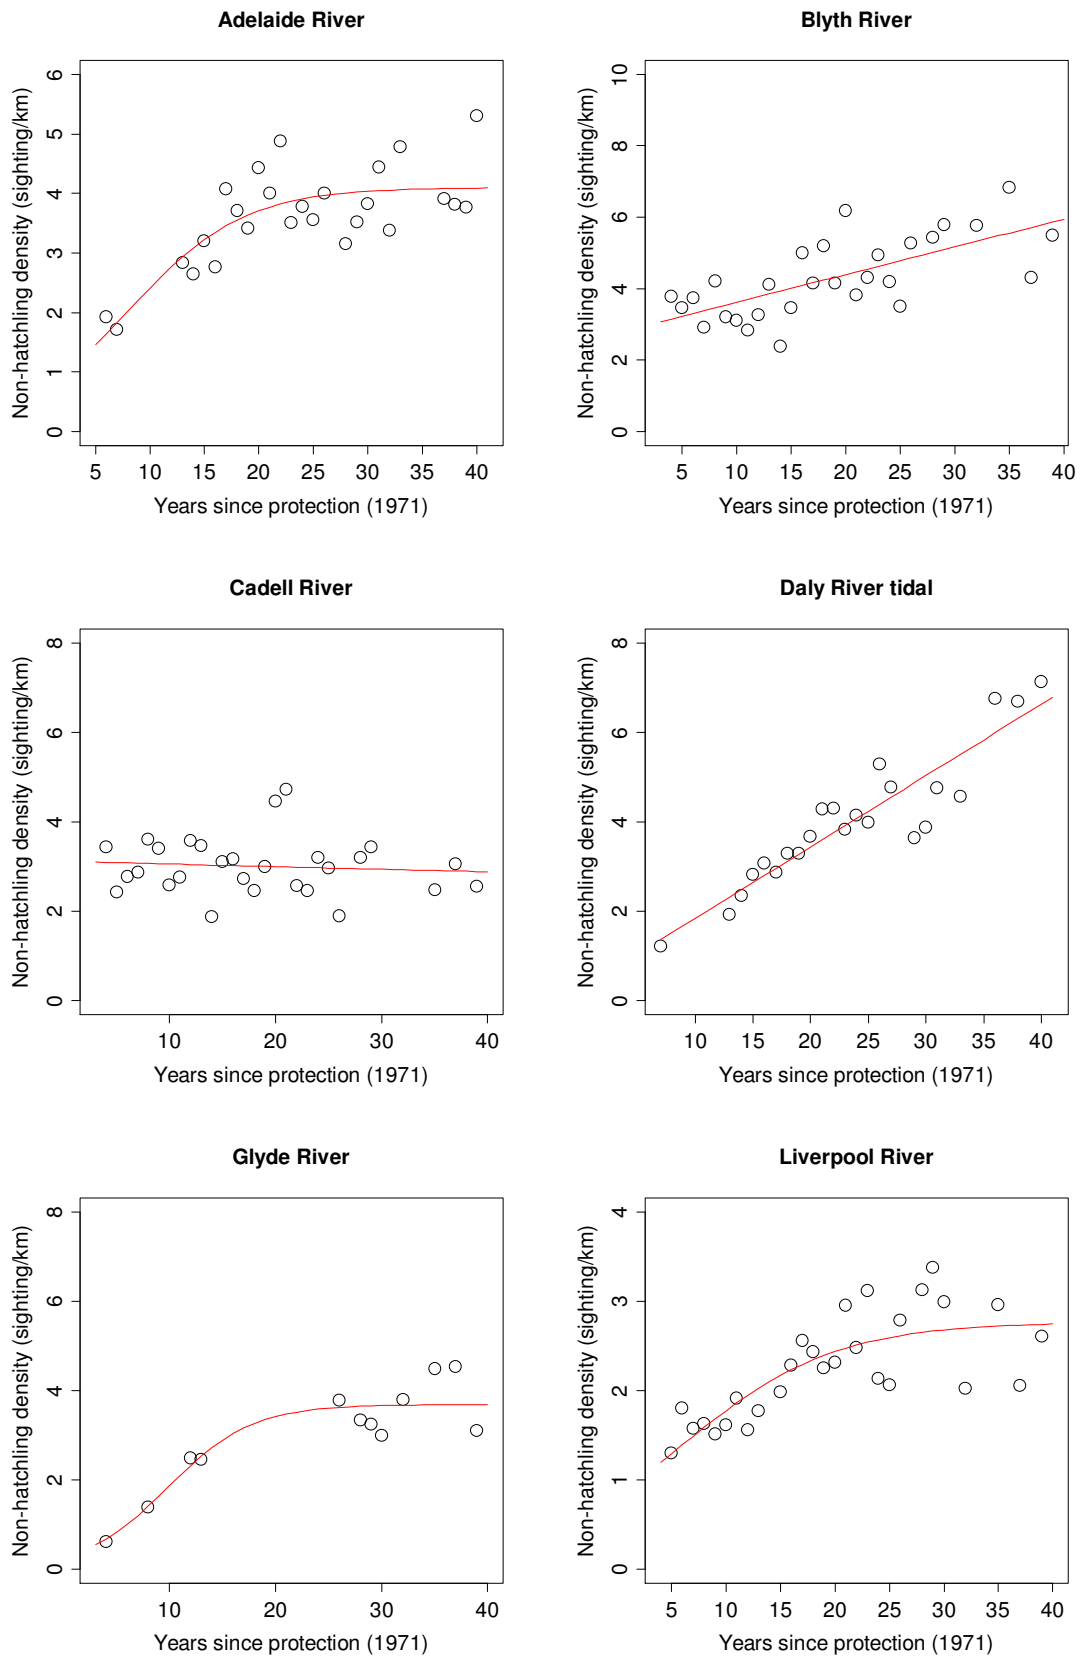 Adelaide River
Non-hatchling density (sighting/km)
0 1 2 3 4 5 6
5 10 15 20 25 30 35 40
Years since protection (1971)
Blyth River
Non-hatchling density (sighting/km)
0 2 4 6 8 10
5 10 15 20 25 30 35 40
Years since protection (1971)
Cadell River
Non-hatchling density (sighting/km)
0 2 4 6 8
10 20 30 40
Years since protection (1971)
Daly River tidal
Non-hatchling density (sighting/km)
0 2 4 6 8
10 15 20 25 30 35 40
Years since protection (1971)
Glyde River
Non-hatchling density (sighting/km)
0 2 4 6 8
10 20 30 40
Years since protection (1971)
Liverpool River
Non-hatchling density (sighting/km)
0 1 2 3 4
5 10 15 20 25 30 35 40
Years since protection (1971)